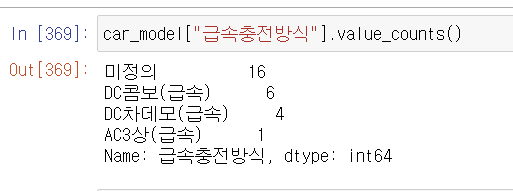 In [369]: car_model["급속충전방식"].value_counts()
Out[369]: 미정의 16
DC콤보(급속) 6
DC차데모(급속) 4
AC3상(급속) 1
Name: 급속충전방식, dtype: int64